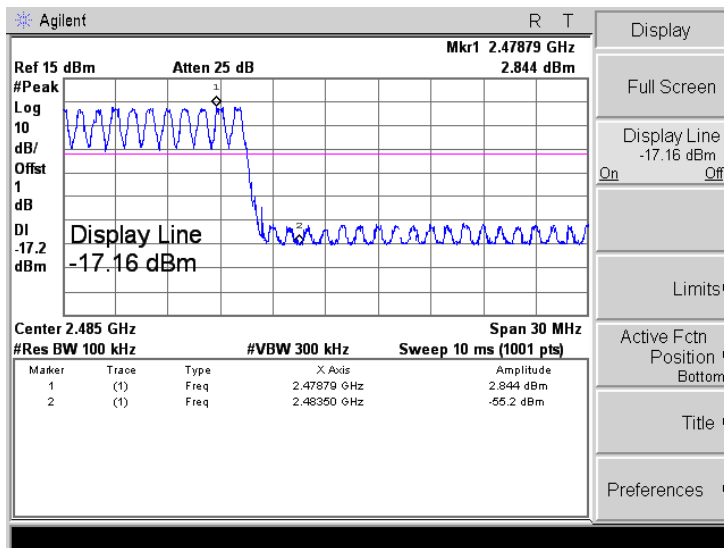 Agilent R T
Mkr1 2.47879 GHz
Ref 15 dBm Atten 25 dB 2.844 dBm
#Peak
Log
10
dB/
Offst
1
dB
DI
-17.2
dBm
1
2
Display Line
-17.16 dBm
Center 2.485 GHz Span 30 MHz
#Res BW 100 kHz #VBW 300 kHz Sweep 10 ms (1001 pts)
Marker Trace Type X Axis Amplitude
1 (1) Freq 2.47879 GHz 2.844 dBm
2 (1) Freq 2.48350 GHz -55.2 dBm
Display
Full Screen
Display Line
-17.16 dBm
On Off
Limits
Active Fctn
Position
Bottom
Title
Preferences